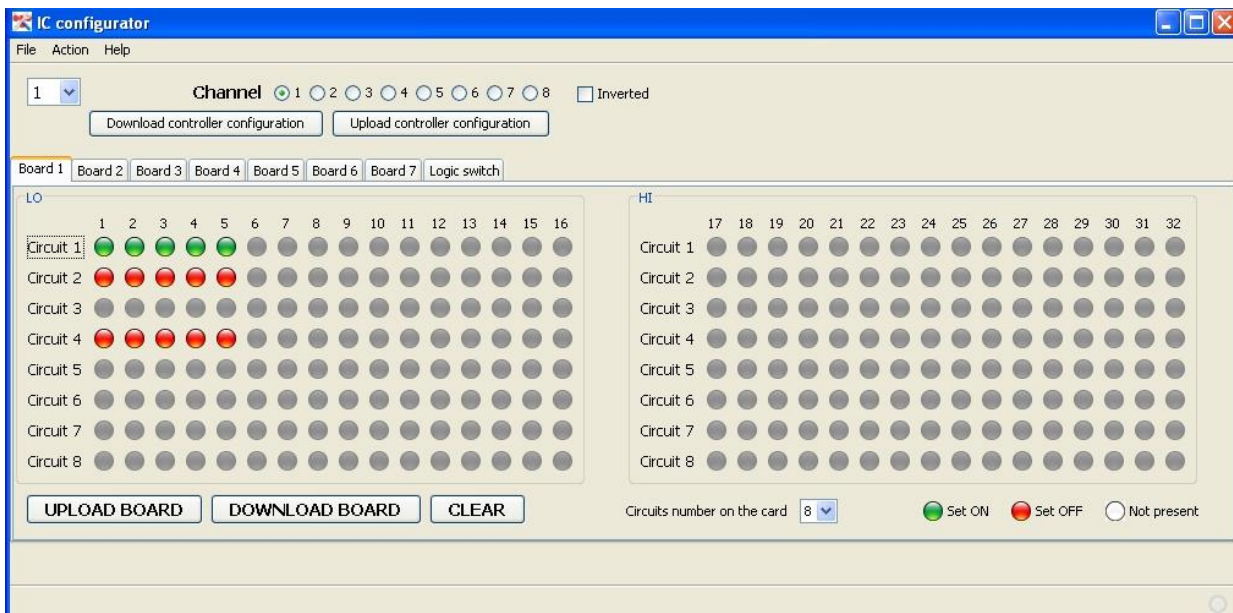 IC configurator
File Action Help
1 Channel 1 2 3 4 5 6 7 8 Inverted
Download controller configuration Upload controller configuration
Board 1 Board 2 Board 3 Board 4 Board 5 Board 6 Board 7 Logic switch
LO
1 2 3 4 5 6 7 8 9 10 11 12 13 14 15 16
Circuit 1
Circuit 2
Circuit 3
Circuit 4
Circuit 5
Circuit 6
Circuit 7
Circuit 8
HI
17 18 19 20 21 22 23 24 25 26 27 28 29 30 31 32
Circuit 1
Circuit 2
Circuit 3
Circuit 4
Circuit 5
Circuit 6
Circuit 7
Circuit 8
UPLOAD BOARD DOWNLOAD BOARD CLEAR
Circuits number on the card 8 Set ON Set OFF Not present